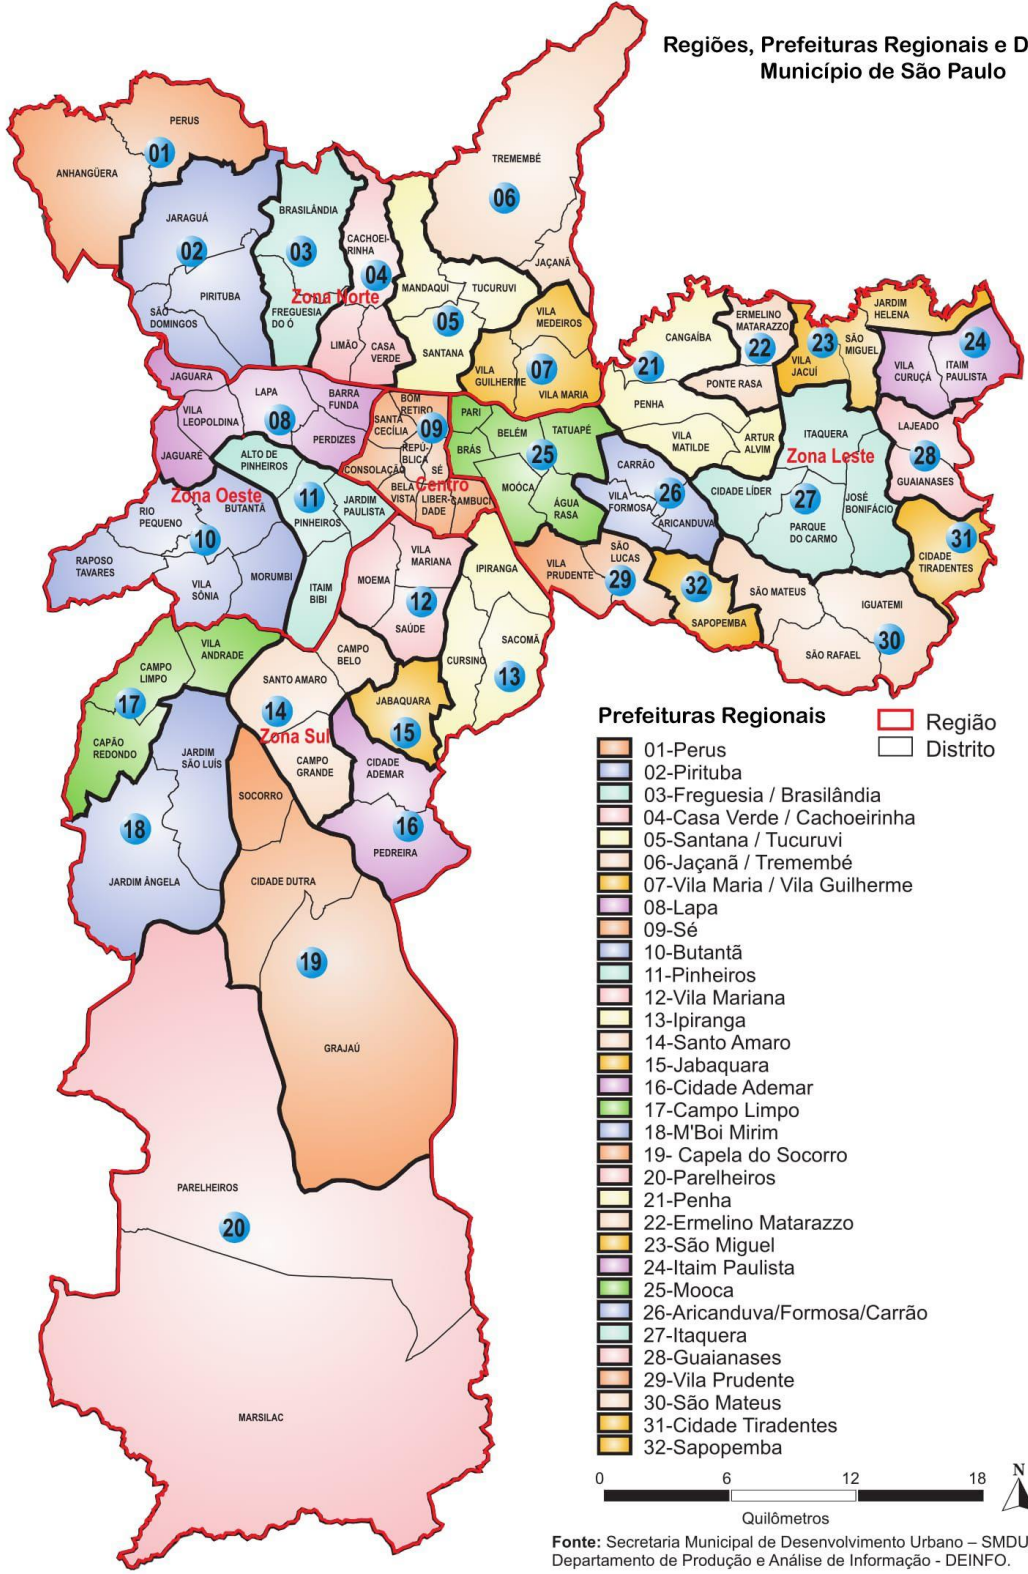 Regiões, Prefeituras Regionais e D
Município de São Paulo
PERUS
01
ANHANGÜERA
TREMEMBÉ
06
JAÇANÃ
JARAGUÁ
02
PIRITUBA
SÃO
DOMINGOS
BRASILÂNDIA
03
FREGUESIA
DO Ó
Zona Norte
CACHOEI-
RINHA
04
LIMÃO
CASA
VERDE
MANDAQUI
TUCURUVI
05
SANTANA
VILA
MEDEIROS
07
VILA
GUILHERME
VILA MARIA
CANGAÍBA
21
PENHA
VILA
MATILDE
ARTUR
ALVIM
ERMELINO
MATARAZZO
22
PONTE RASA
JARDIM
HELENA
23
SÃO
MIGUEL
VILA
JACUÍ
24
VILA
CURUÇÁ
ITAIM
PAULISTA
JAGUARA
LAPA
08
VILA
LEOPOLDINA
BARRA
FUNDA
PERDIZES
JAGUARÉ
BOM
RETIRO
SANTA
CECÍLIA
09
REPÚ-
BLICA
SÉ
CONSOLAÇÃO
Centro
BELA
VISTA
LIBER-
DADE
CAMBUCI
PARI
BELÉM
TATUAPÉ
BRÁS
25
MOÓCA
ÁGUA
RASA
CARRÃO
26
VILA
FORMOSA
ARICANDUVA
ITAQUERA
Zona Leste
CIDADE LÍDER
27
JOSÉ
BONIFÁCIO
PARQUE
DO CARMO
LAJEADO
28
GUAIANASES
31
CIDADE
TIRADENTES
ALTO DE
PINHEIROS
11
PINHEIROS
JARDIM
PAULISTA
ITAIM
BIBI
Zona Oeste
BUTANTÃ
RIO
PEQUENO
10
RAPOSO
TAVARES
VILA
SÔNIA
MORUMBI
VILA
MARIANA
MOEMA
12
SAÚDE
IPIRANGA
SACOMÃ
CURSINO
13
VILA
PRUDENTE
SÃO
LUCAS
29
32
SAPOPEMBA
SÃO MATEUS
IGUATEMI
30
SÃO RAFAEL
VILA
ANDRADE
CAMPO
LIMPO
17
CAPÃO
REDONDO
CAMPO
BELO
SANTO AMARO
14
Zona Sul
CAMPO
GRANDE
JABAQUARA
15
CIDADE
ADEMAR
16
PEDREIRA
JARDIM
SÃO LUÍS
18
JARDIM ÂNGELA
SOCORRO
CIDADE DUTRA
19
GRAJAÚ
PARELHEIROS
20
MARSILAC
Prefeituras Regionais
Região
Distrito
01-Perus
02-Pirituba
03-Freguesia / Brasilândia
04-Casa Verde / Cachoeirinha
05-Santana / Tucuruvi
06-Jaçanã / Tremembé
07-Vila Maria / Vila Guilherme
08-Lapa
09-Sé
10-Butantã
11-Pinheiros
12-Vila Mariana
13-Ipiranga
14-Santo Amaro
15-Jabaquara
16-Cidade Ademar
17-Campo Limpo
18-M'Boi Mirim
19- Capela do Socorro
20-Parelheiros
21-Penha
22-Ermelino Matarazzo
23-São Miguel
24-Itaim Paulista
25-Mooca
26-Aricanduva/Formosa/Carrão
27-Itaquera
28-Guaianases
29-Vila Prudente
30-São Mateus
31-Cidade Tiradentes
32-Sapopemba
0 6 12 18
N
Quilômetros
Fonte: Secretaria Municipal de Desenvolvimento Urbano – SMDU
Departamento de Produção e Análise de Informação - DEINFO.